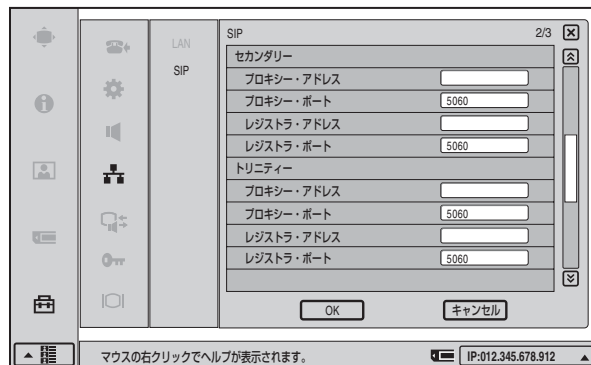 LAN
SIP
SIP 2/3
セカンダリー
プロキシー・アドレス
プロキシー・ポート 5060
レジストラ・アドレス
レジストラ・ポート 5060
トリニティー
プロキシー・アドレス
プロキシー・ポート 5060
レジストラ・アドレス
レジストラ・ポート 5060
OK キャンセル
マウスの右クリックでヘルプが表示されます。 IP:012.345.678.912